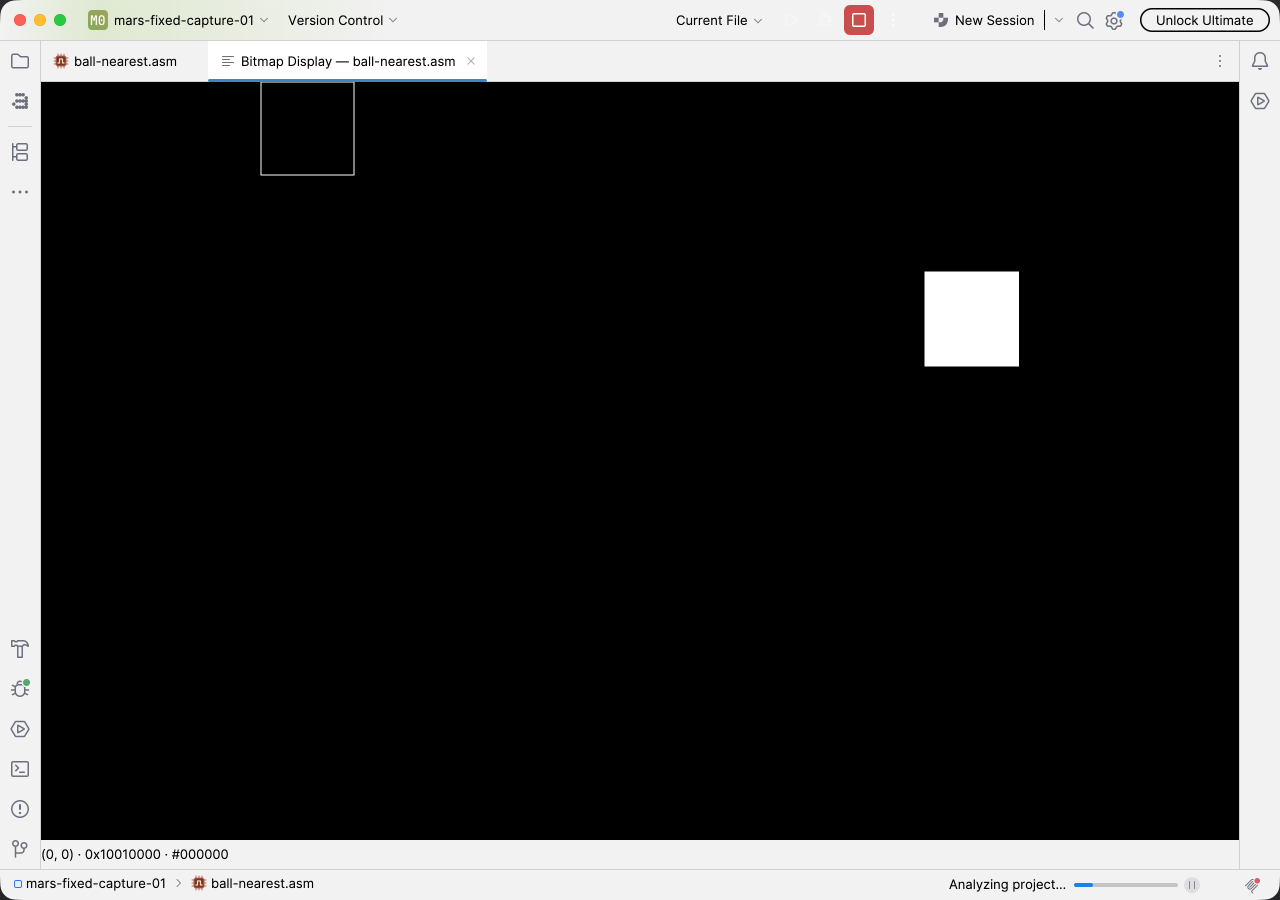 M0 mars-fixed-capture-01 Version Control Current File New Session Unlock Ultimate
ball-nearest.asm Bitmap Display — ball-nearest.asm
(0, 0) · 0x10010000 · #000000
mars-fixed-capture-01 ball-nearest.asm Analyzing project...